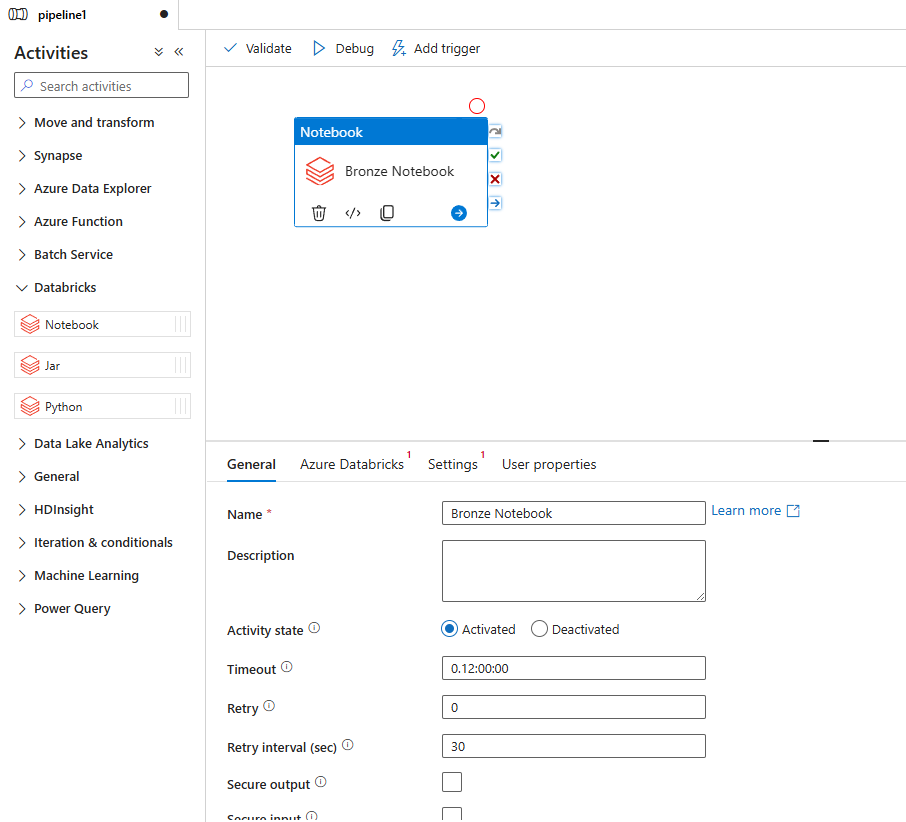 pipeline1
Activities
Search activities
Move and transform
Synapse
Azure Data Explorer
Azure Function
Batch Service
Databricks
Notebook
Jar
Python
Data Lake Analytics
General
HDInsight
Iteration & conditionals
Machine Learning
Power Query
Validate Debug Add trigger
Notebook
Bronze Notebook
General Azure Databricks 1 Settings 1 User properties
Name * Bronze Notebook Learn more
Description
Activity state Activated Deactivated
Timeout 0.12:00:00
Retry 0
Retry interval (sec) 30
Secure output
Secure input